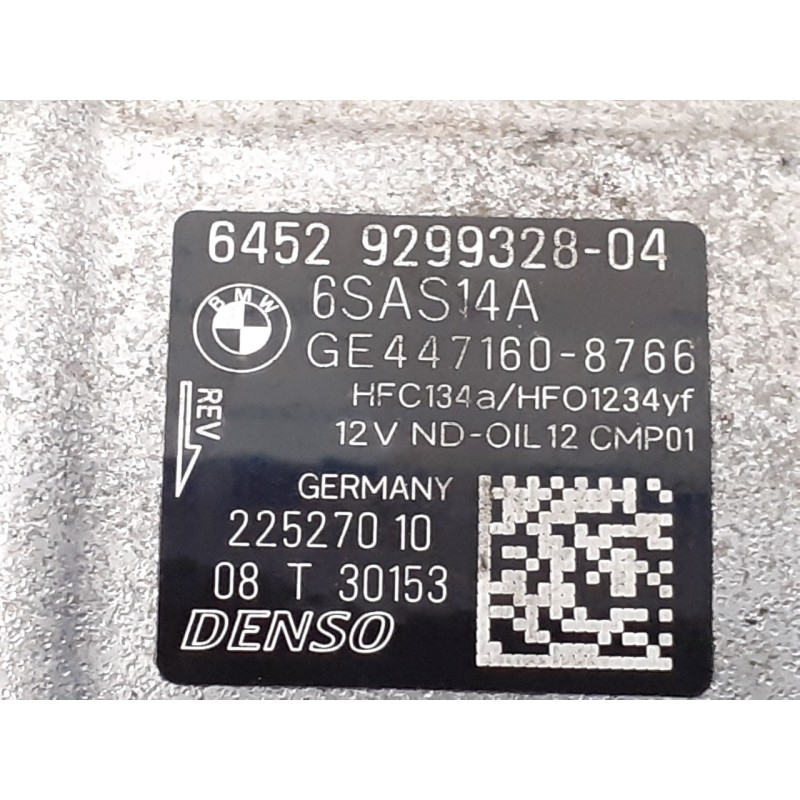 6452 9299328-04
BMW
6SAS14A
GE447160-8766
REV
HFC134a/HFO1234yf
12V ND-OIL12 CMP01
GERMANY
225270 10
08 T 30153
DENSO